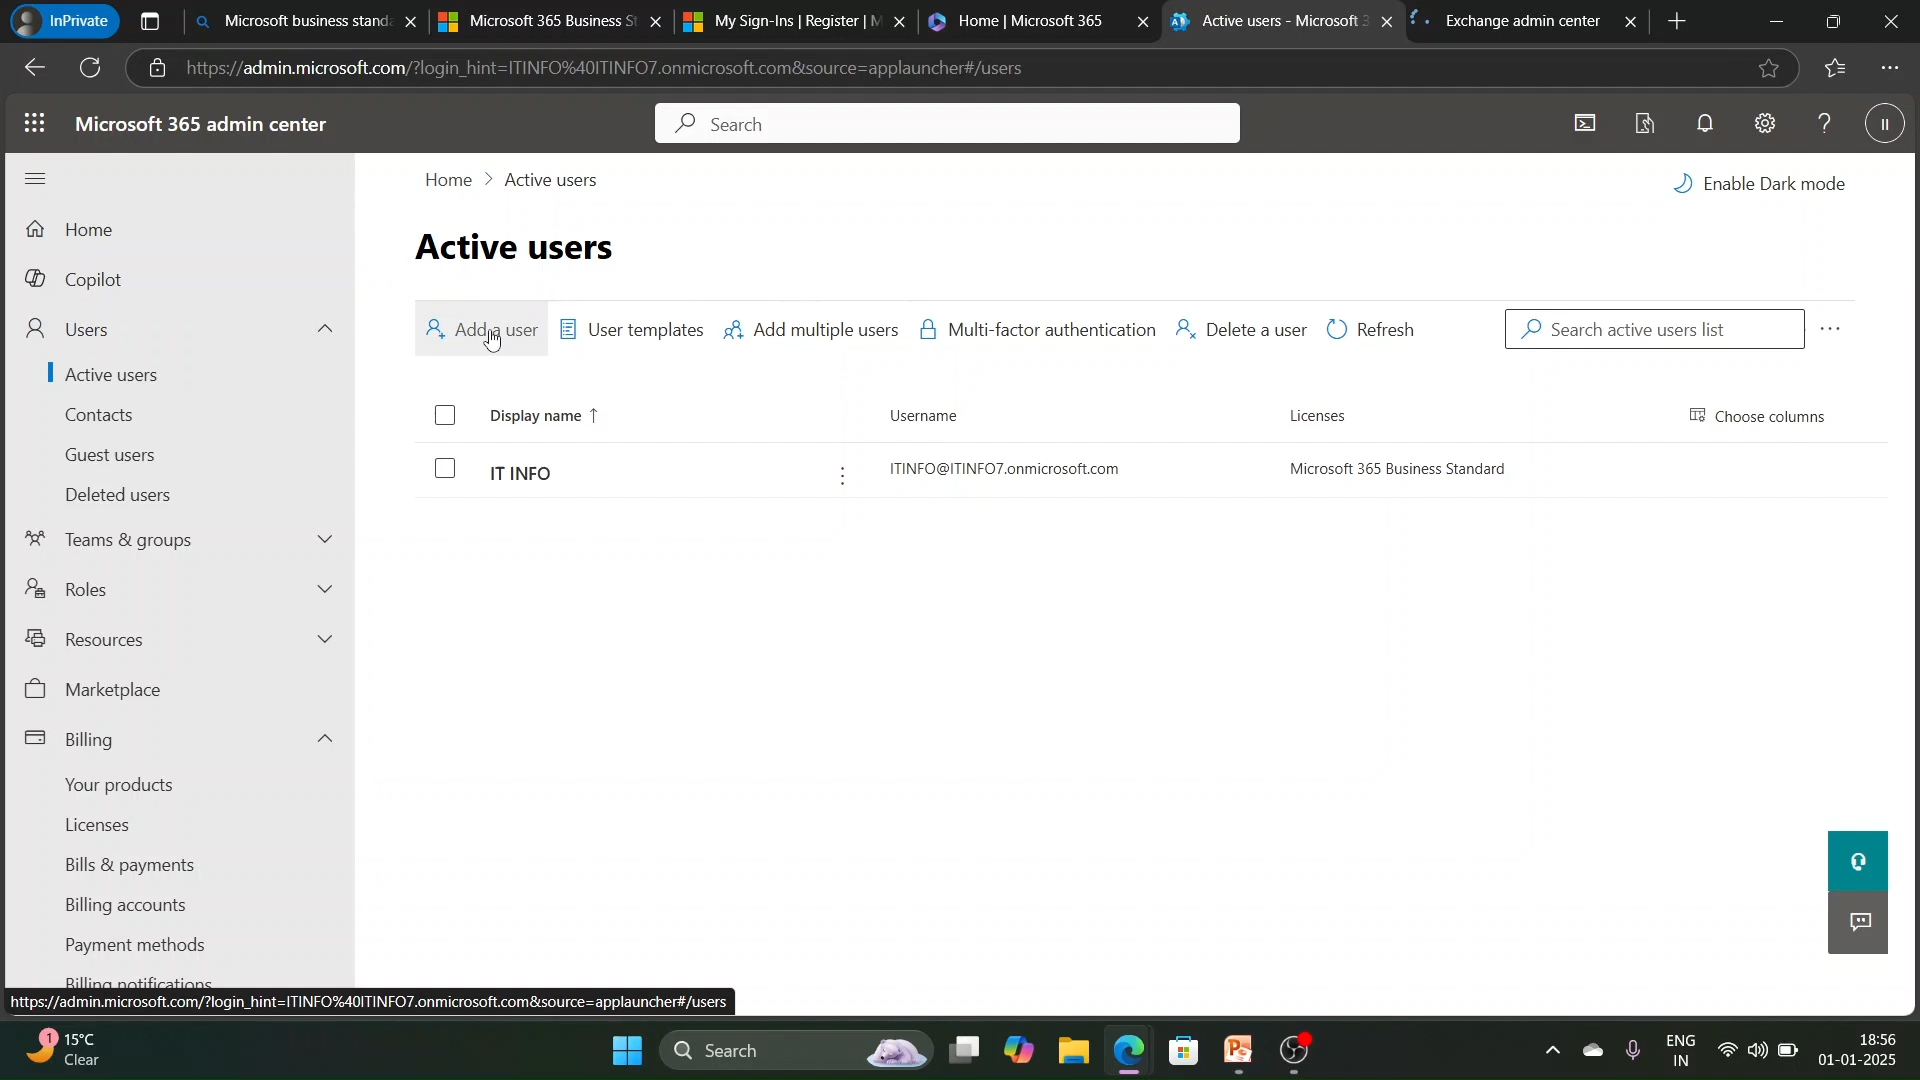 InPrivate
Microsoft business standa
Microsoft 365 Business St
My Sign-Ins | Register | M
Home | Microsoft 365
Active users - Microsoft 3
Exchange admin center
https://admin.microsoft.com/?login_hint=ITINFO%40ITINFO7.onmicrosoft.com&source=applauncher#/users
Microsoft 365 admin center
Search
II
Home
Copilot
Users
Active users
Contacts
Guest users
Deleted users
Teams & groups
Roles
Resources
Marketplace
Billing
Your products
Licenses
Bills & payments
Billing accounts
Payment methods
Billing notifications
Home > Active users
Enable Dark mode
Active users
Add a user
User templates
Add multiple users
Multi-factor authentication
Delete a user
Refresh
Search active users list
Display name ↑
Username
Licenses
Choose columns
IT INFO
ITINFO@ITINFO7.onmicrosoft.com
Microsoft 365 Business Standard
https://admin.microsoft.com/?login_hint=ITINFO%40ITINFO7.onmicrosoft.com&source=applauncher#/users
1
15°C
Clear
Search
ENG
IN
18:56
01-01-2025